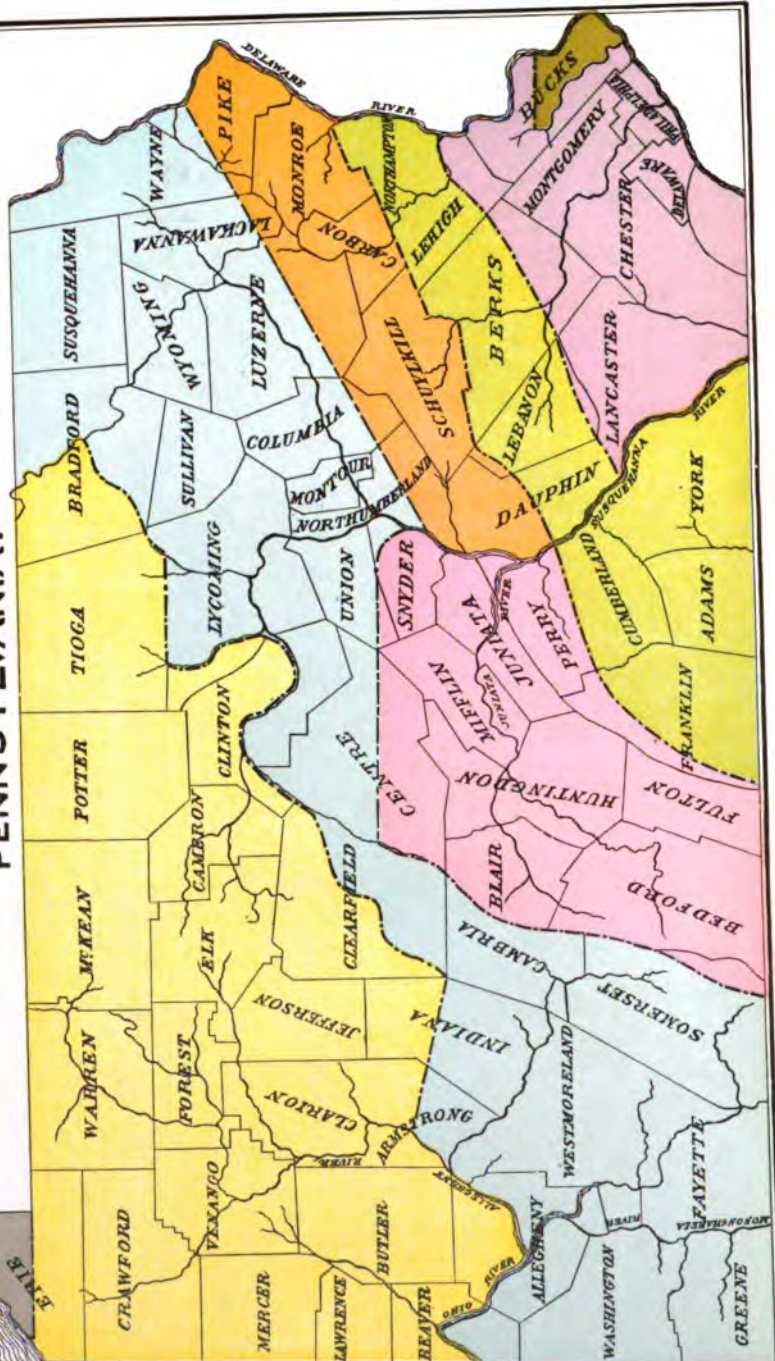 PENNSYLVANIA.
ERIE
CRAWFORD
WARREN
McKEAN
POTTER
TIOGA
BRADFORD
SUSQUEHANNA
WAYNE
PIKE
DELAWARE
RIVER
MERCER
VENANGO
FOREST
ELK
CAMERON
CLINTON
LYCOMING
SULLIVAN
WYOMING
LACKAWANNA
LAWRENCE
BUTLER
CLARION
JEFFERSON
CLEARFIELD
CENTRE
UNION
MONTOUR
COLUMBIA
LUZERNE
MONROE
CARBON
NORTHUMBERLAND
BEAVER
OHIO
RIVER
ALLEGHENY
RIVER
ARMSTRONG
INDIANA
CAMBRIA
BLAIR
HUNTINGDON
MIFFLIN
JUNIATA
JUNIATA
RIVER
SNYDER
PERRY
SCHUYLKILL
NORTHAMPTON
LEHIGH
BERKS
LEBANON
DAUPHIN
BUCKS
ALLEGHENY
WESTMORELAND
SOMERSET
BEDFORD
FULTON
FRANKLIN
CUMBERLAND
ADAMS
YORK
SUSQUEHANNA
RIVER
LANCASTER
CHESTER
MONTGOMERY
DELAWARE
PHILADELPHIA
WASHINGTON
GREENE
FAYETTE
MONONGAHELA
RIVER